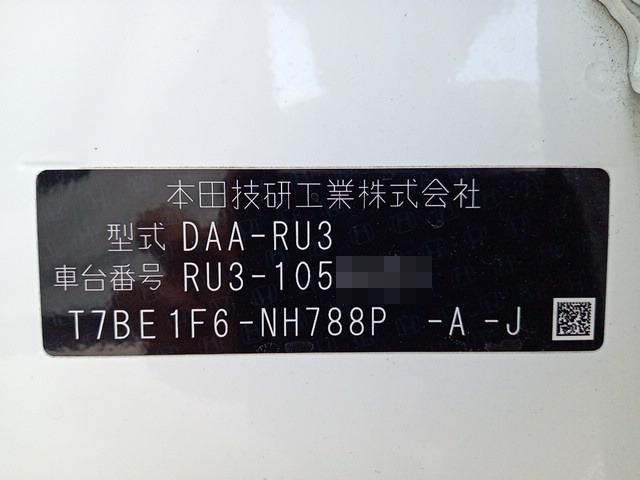 本田技研工業株式会社
型式 DAA-RU3
車台番号 RU3-105
T7BE1F6-NH788P -A -J